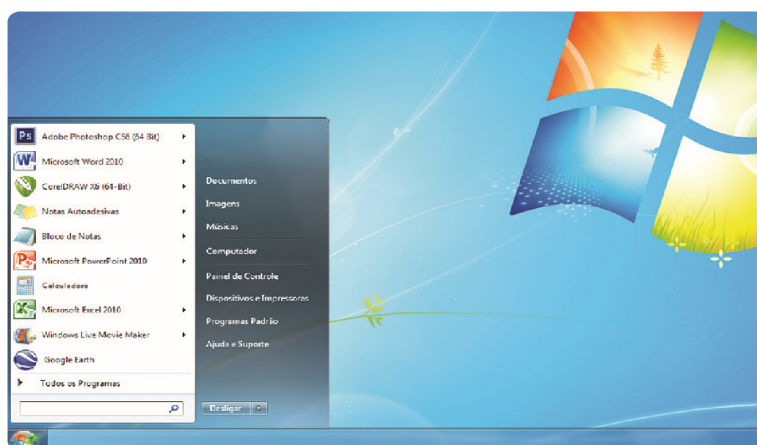 Ps
Adobe Photoshop CS6 (64 Bit)
Microsoft Word 2010
CorelDRAW X6 (64-Bit)
Notas Autoadesivas
Bloco de Notas
Microsoft PowerPoint 2010
Calculadora
Microsoft Excel 2010
Windows Live Movie Maker
Google Earth
Todos os Programas
Documentos
Imagens
Músicas
Computador
Painel de Controle
Dispositivos e Impressoras
Programas Padrão
Ajuda e Suporte
Desligar